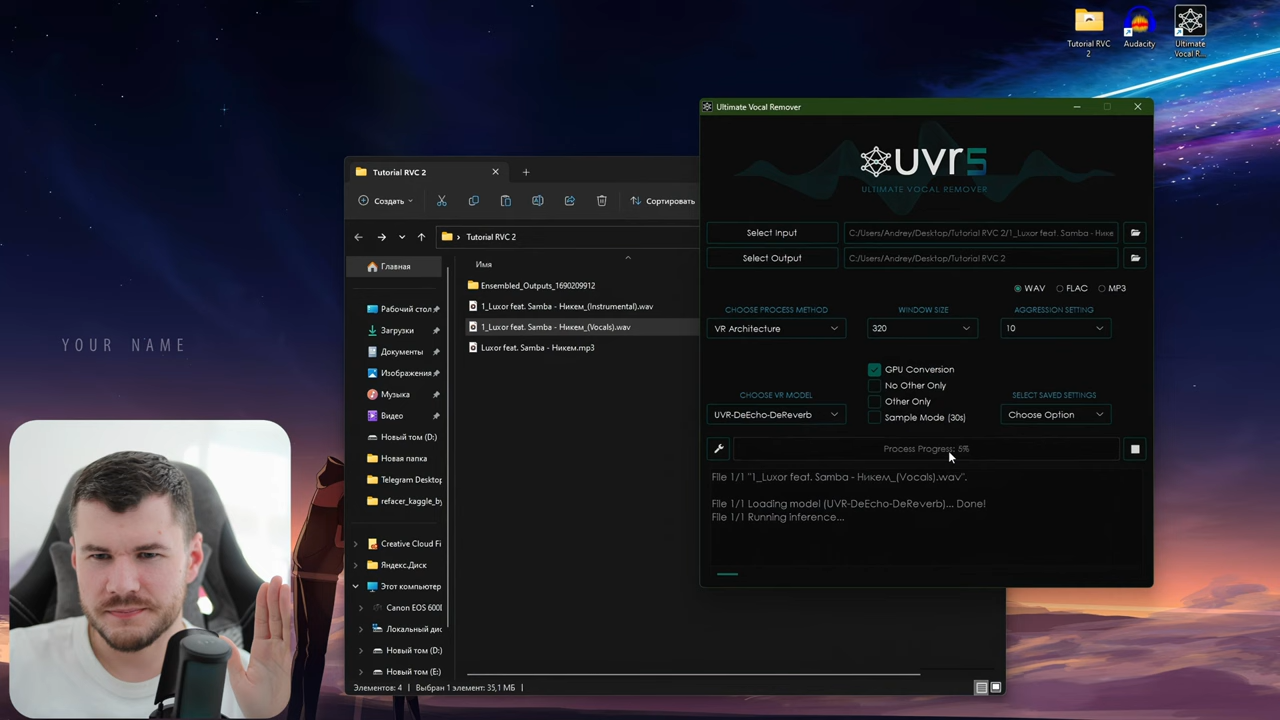 Tutorial RVC
2
Audacity
Ultimate
Vocal R...
Ultimate Vocal Remover
uvr5
ULTIMATE VOCAL REMOVER
Select Input
C:/Users/Andrey/Desktop/Tutorial RVC 2/1_Luxor feat. Samba - Нике
Select Output
C:/Users/Andrey/Desktop/Tutorial RVC 2
WAV
FLAC
MP3
CHOOSE PROCESS METHOD
WINDOW SIZE
AGGRESSION SETTING
VR Architecture
320
10
GPU Conversion
No Other Only
Other Only
Sample Mode (30s)
CHOOSE VR MODEL
SELECT SAVED SETTINGS
UVR-DeEcho-DeReverb
Choose Option
Process Progress: 5%
File 1/1 "1_Luxor feat. Samba - Никем_(Vocals).wav".
File 1/1 Loading model (UVR-DeEcho-DeReverb)... Done!
File 1/1 Running inference...
Tutorial RVC 2
Создать
Сортировать
Tutorial RVC 2
Главная
Имя
Рабочий стол
Загрузки
Документы
Изображения
Музыка
Видео
Новый том (D:)
Новая папка
Telegram Desktop
refacer_kaggle_by
Creative Cloud Fi
Яндекс.Диск
Этот компьютер
Canon EOS 600D
Локальный дис
Новый том (D:)
Новый том (E:)
Ensembled_Outputs_1690209912
1_Luxor feat. Samba - Никем_(Instrumental).wav
1_Luxor feat. Samba - Никем_(Vocals).wav
Luxor feat. Samba - Никем.mp3
Элементов: 4
Выбран 1 элемент: 35,1 МБ
YOUR NAME